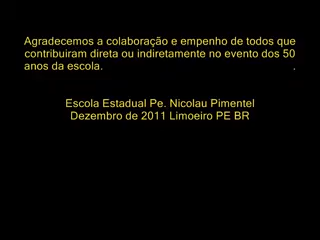 Agradecemos a colaboração e empenho de todos que
contribuiram direta ou indiretamente no evento dos 50
anos da escola. .
Escola Estadual Pe. Nicolau Pimentel
Dezembro de 2011 Limoeiro PE BR